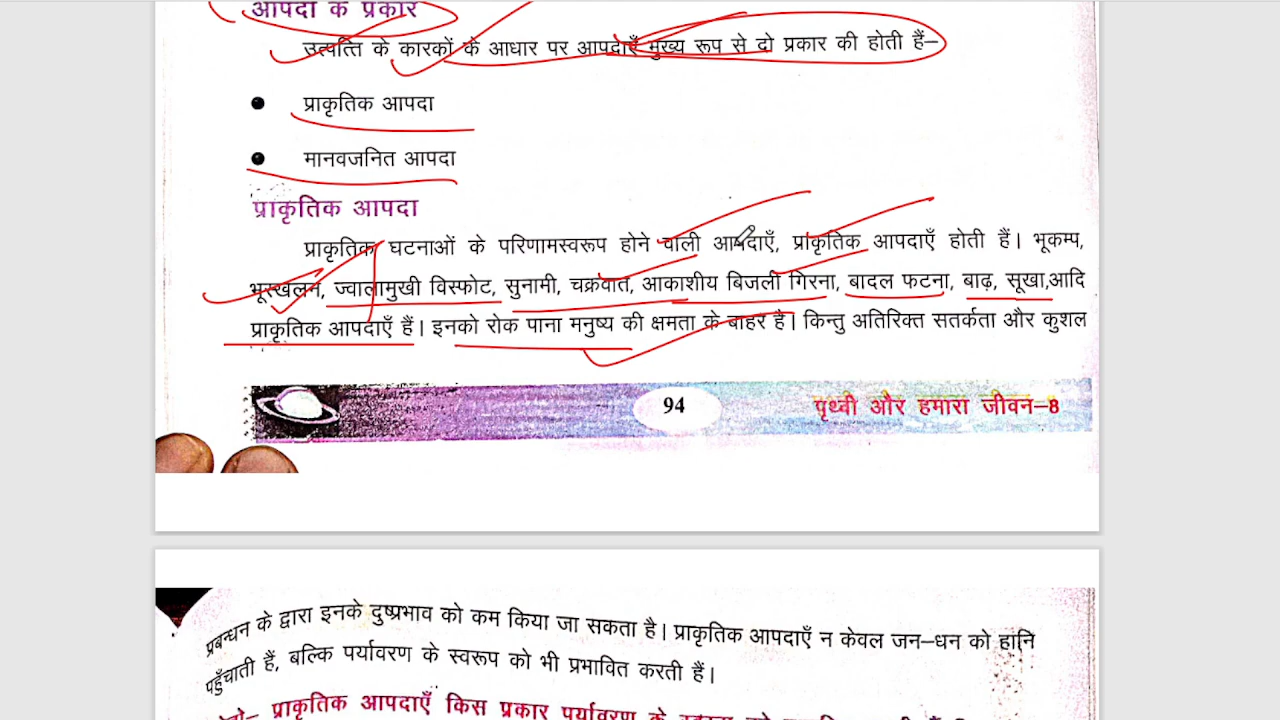 आपदा के प्रकार
उत्पत्ति के कारकों के आधार पर आपदाएँ मुख्य रूप से दो प्रकार की होती हैं–
● प्राकृतिक आपदा
● मानवजनित आपदा
प्राकृतिक आपदा
प्राकृतिक घटनाओं के परिणामस्वरूप होने वाली आपदाएँ, प्राकृतिक आपदाएँ होती हैं। भूकम्प,
भूस्खलन, ज्वालामुखी विस्फोट, सुनामी, चक्रवात, आकाशीय बिजली गिरना, बादल फटना, बाढ़, सूखा,आदि
प्राकृतिक आपदाएँ हैं। इनको रोक पाना मनुष्य की क्षमता के बाहर है। किन्तु अतिरिक्त सतर्कता और कुशल
94
पृथ्वी और हमारा जीवन–8
प्रबन्धन के द्वारा इनके दुष्प्रभाव को कम किया जा सकता है। प्राकृतिक आपदाएँ न केवल जन–धन को हानि
पहुँचाती हैं, बल्कि पर्यावरण के स्वरूप को भी प्रभावित करती हैं।
प्राकृतिक आपदाएँ किस प्रकार पर्यावरण के